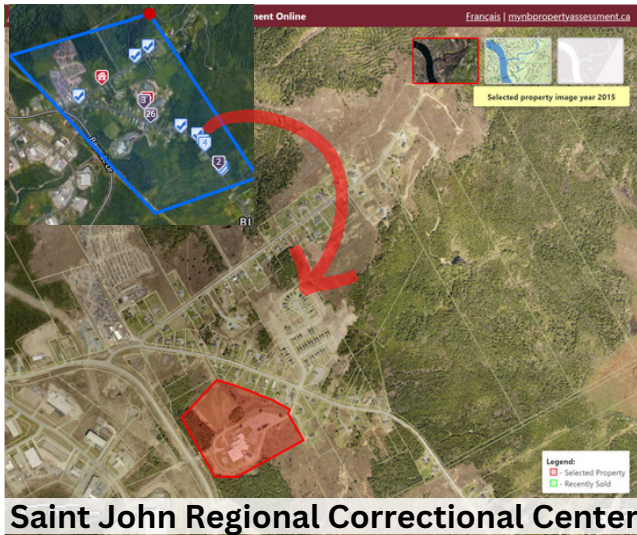 ment Online
Français | mynbpropertyassessment.ca
Selected property image year 2015
3
26
4
2
Bl
Legend:
- Selected Property
- Recently Sold
Saint John Regional Correctional Center